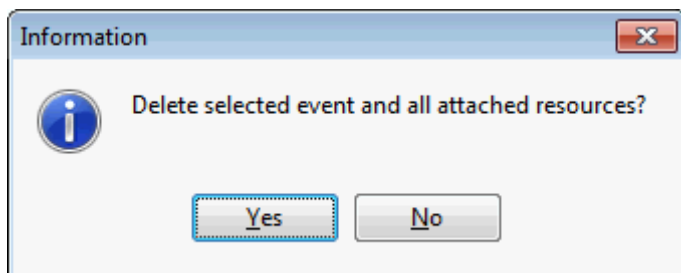 Information
Delete selected event and all attached resources?
Yes
No